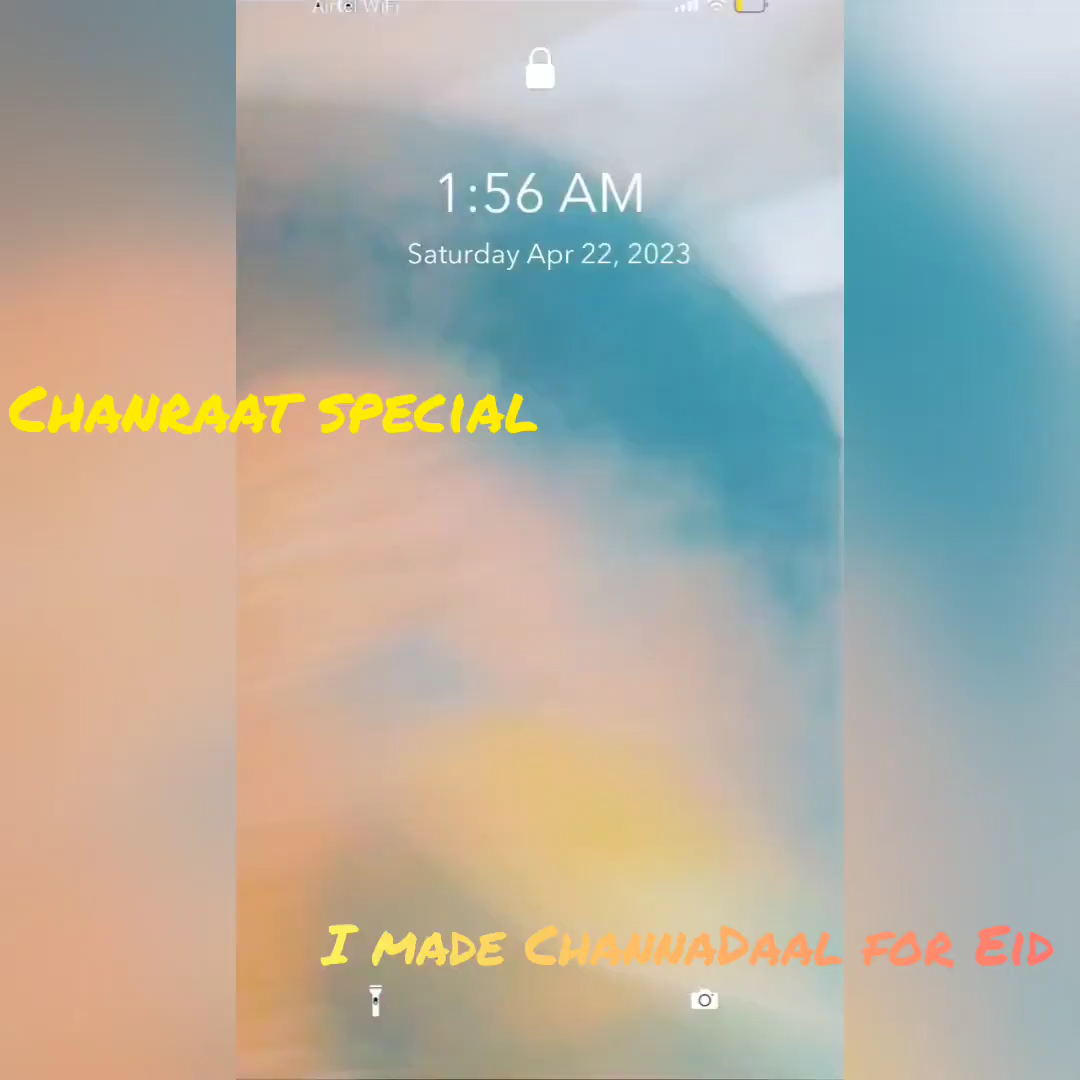 Airtel WiFi
1:56 AM
Saturday Apr 22, 2023
Chanraat special
I made ChannaDaal for Eid